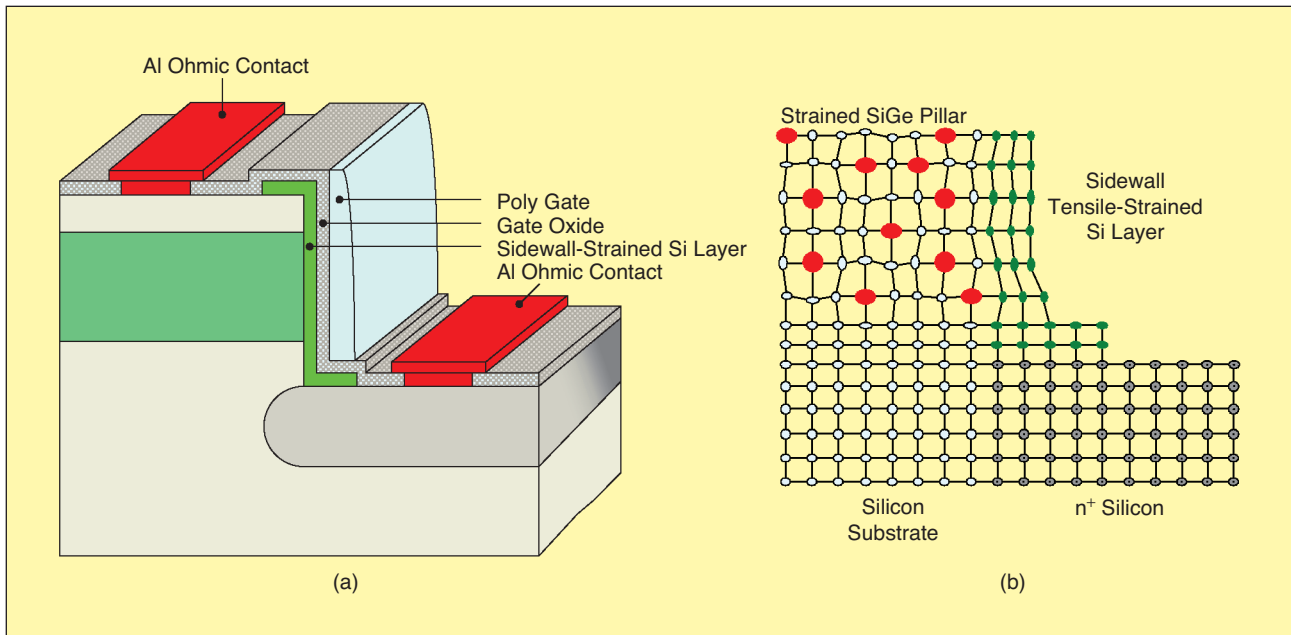 Al Ohmic Contact
Poly Gate
Gate Oxide
Sidewall-Strained Si Layer
Al Ohmic Contact
(a)
Strained SiGe Pillar
Sidewall
Tensile-Strained
Si Layer
Silicon
Substrate
n⁺ Silicon
(b)